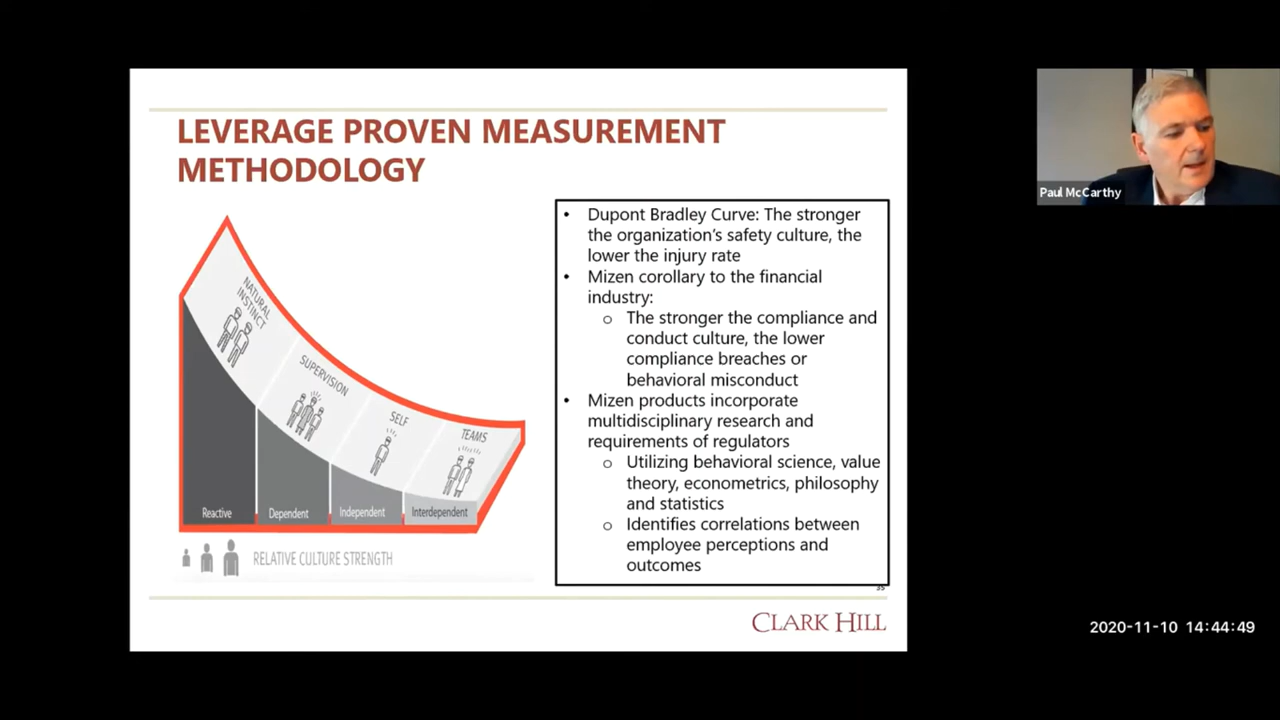 LEVERAGE PROVEN MEASUREMENT
METHODOLOGY
NATURAL
INSTINCT
SUPERVISION
SELF
TEAMS
Reactive
Dependent
Independent
Interdependent
RELATIVE CULTURE STRENGTH
• Dupont Bradley Curve: The stronger
the organization's safety culture, the
lower the injury rate
• Mizen corollary to the financial
industry:
o The stronger the compliance and
conduct culture, the lower
compliance breaches or
behavioral misconduct
• Mizen products incorporate
multidisciplinary research and
requirements of regulators
o Utilizing behavioral science, value
theory, econometrics, philosophy
and statistics
o Identifies correlations between
employee perceptions and
outcomes
35
CLARK HILL
Paul McCarthy
2020-11-10 14:44:49